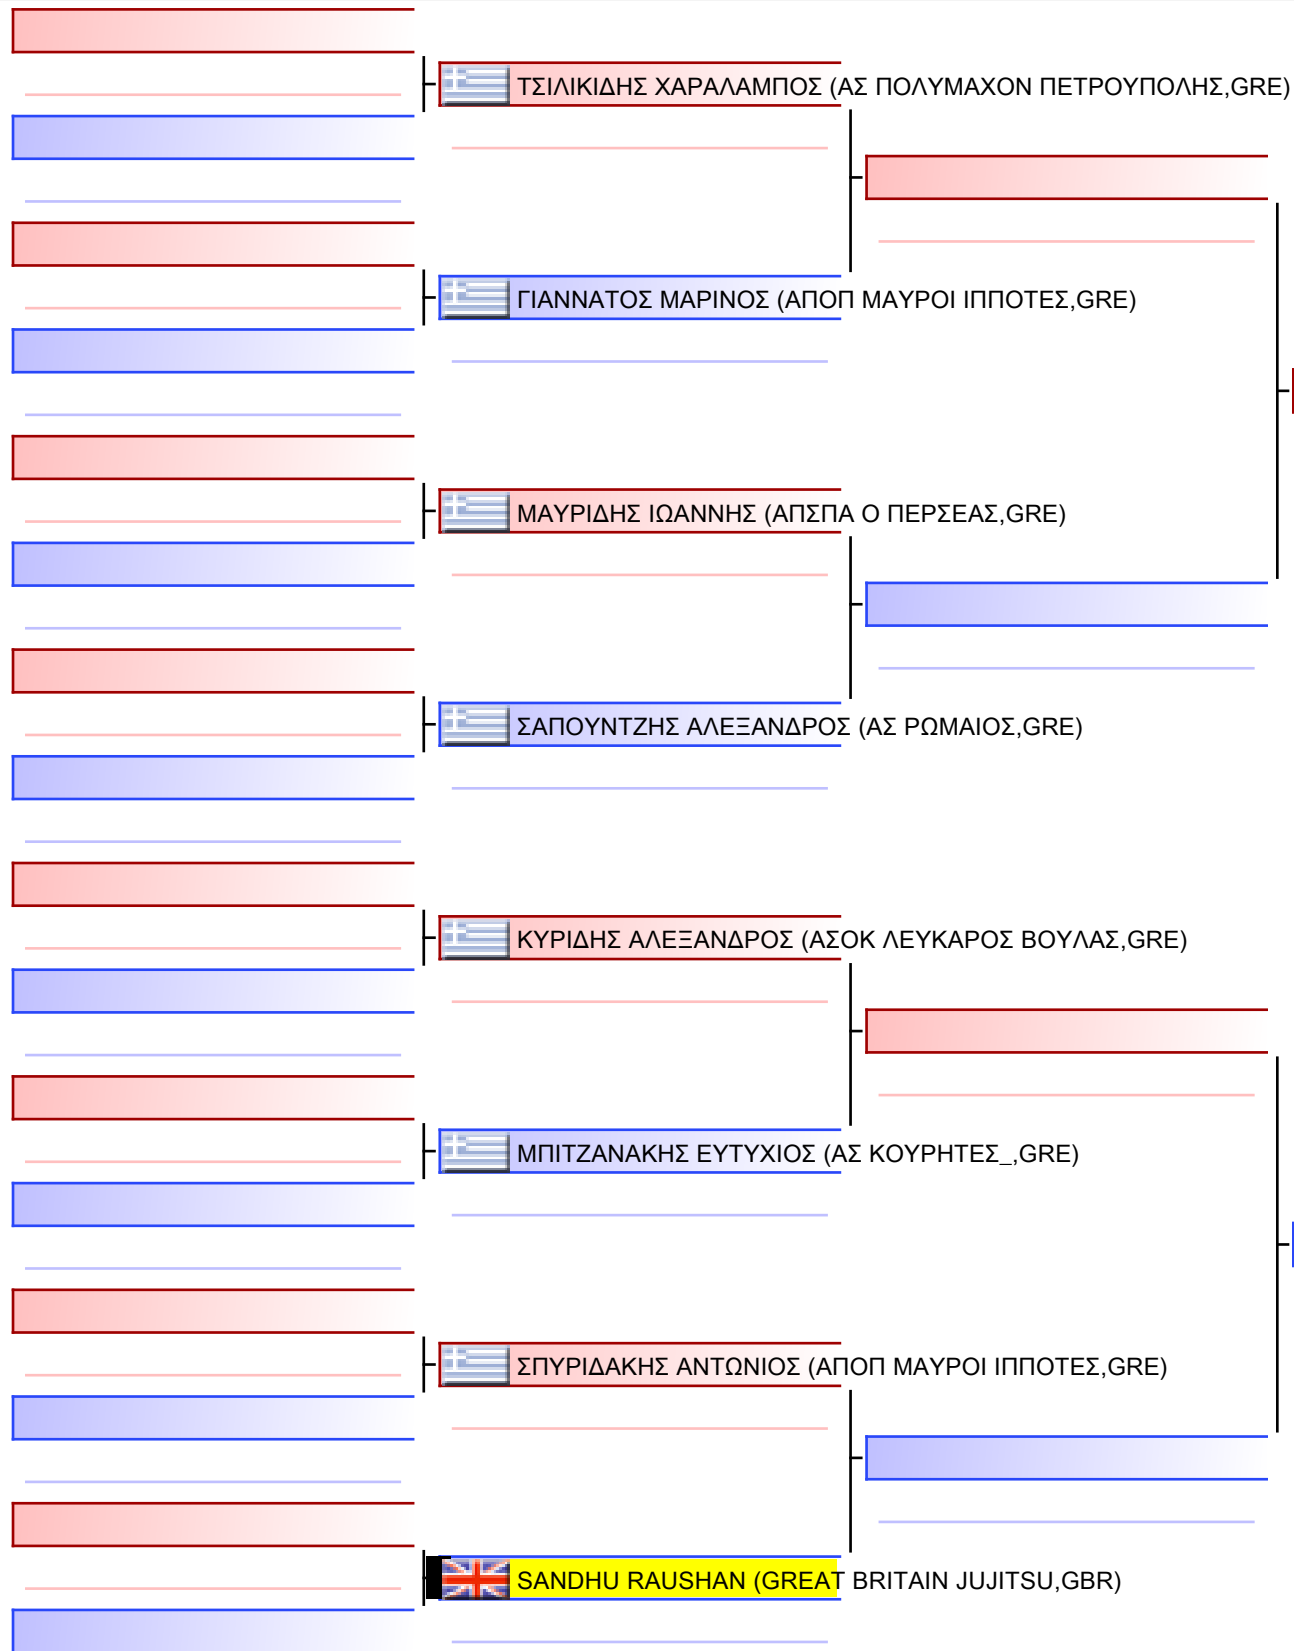 ΤΣΙΛΙΚΙΔΗΣ ΧΑΡΑΛΑΜΠΟΣ (ΑΣ ΠΟΛΥΜΑΧΟΝ ΠΕΤΡΟΥΠΟΛΗΣ,GRE)
ΓΙΑΝΝΑΤΟΣ ΜΑΡΙΝΟΣ (ΑΠΟΠ ΜΑΥΡΟΙ ΙΠΠΟΤΕΣ,GRE)
ΜΑΥΡΙΔΗΣ ΙΩΑΝΝΗΣ (ΑΠΣΠΑ Ο ΠΕΡΣΕΑΣ,GRE)
ΣΑΠΟΥΝΤΖΗΣ ΑΛΕΞΑΝΔΡΟΣ (ΑΣ ΡΩΜΑΙΟΣ,GRE)
ΚΥΡΙΔΗΣ ΑΛΕΞΑΝΔΡΟΣ (ΑΣΟΚ ΛΕΥΚΑΡΟΣ ΒΟΥΛΑΣ,GRE)
ΜΠΙΤΖΑΝΑΚΗΣ ΕΥΤΥΧΙΟΣ (ΑΣ ΚΟΥΡΗΤΕΣ_,GRE)
ΣΠΥΡΙΔΑΚΗΣ ΑΝΤΩΝΙΟΣ (ΑΠΟΠ ΜΑΥΡΟΙ ΙΠΠΟΤΕΣ,GRE)
SANDHU RAUSHAN (GREAT BRITAIN JUJITSU,GBR)